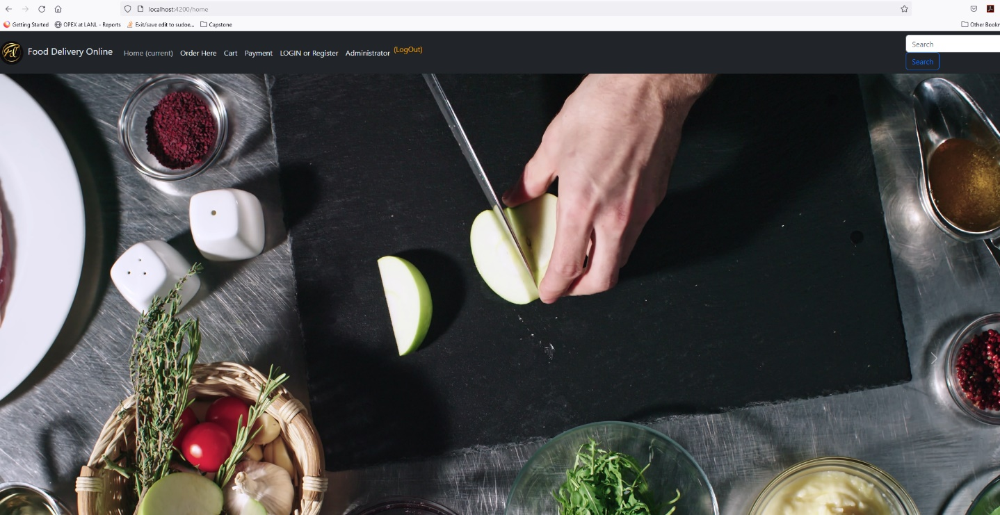 localhost:4200/home
Getting Started OPEX at LANL - Reports Exit/save edit to sudoe... Capstone Other Bookr
Food Delivery Online Home (current) Order Here Cart Payment LOGIN or Register Administrator (LogOut) Search
Search